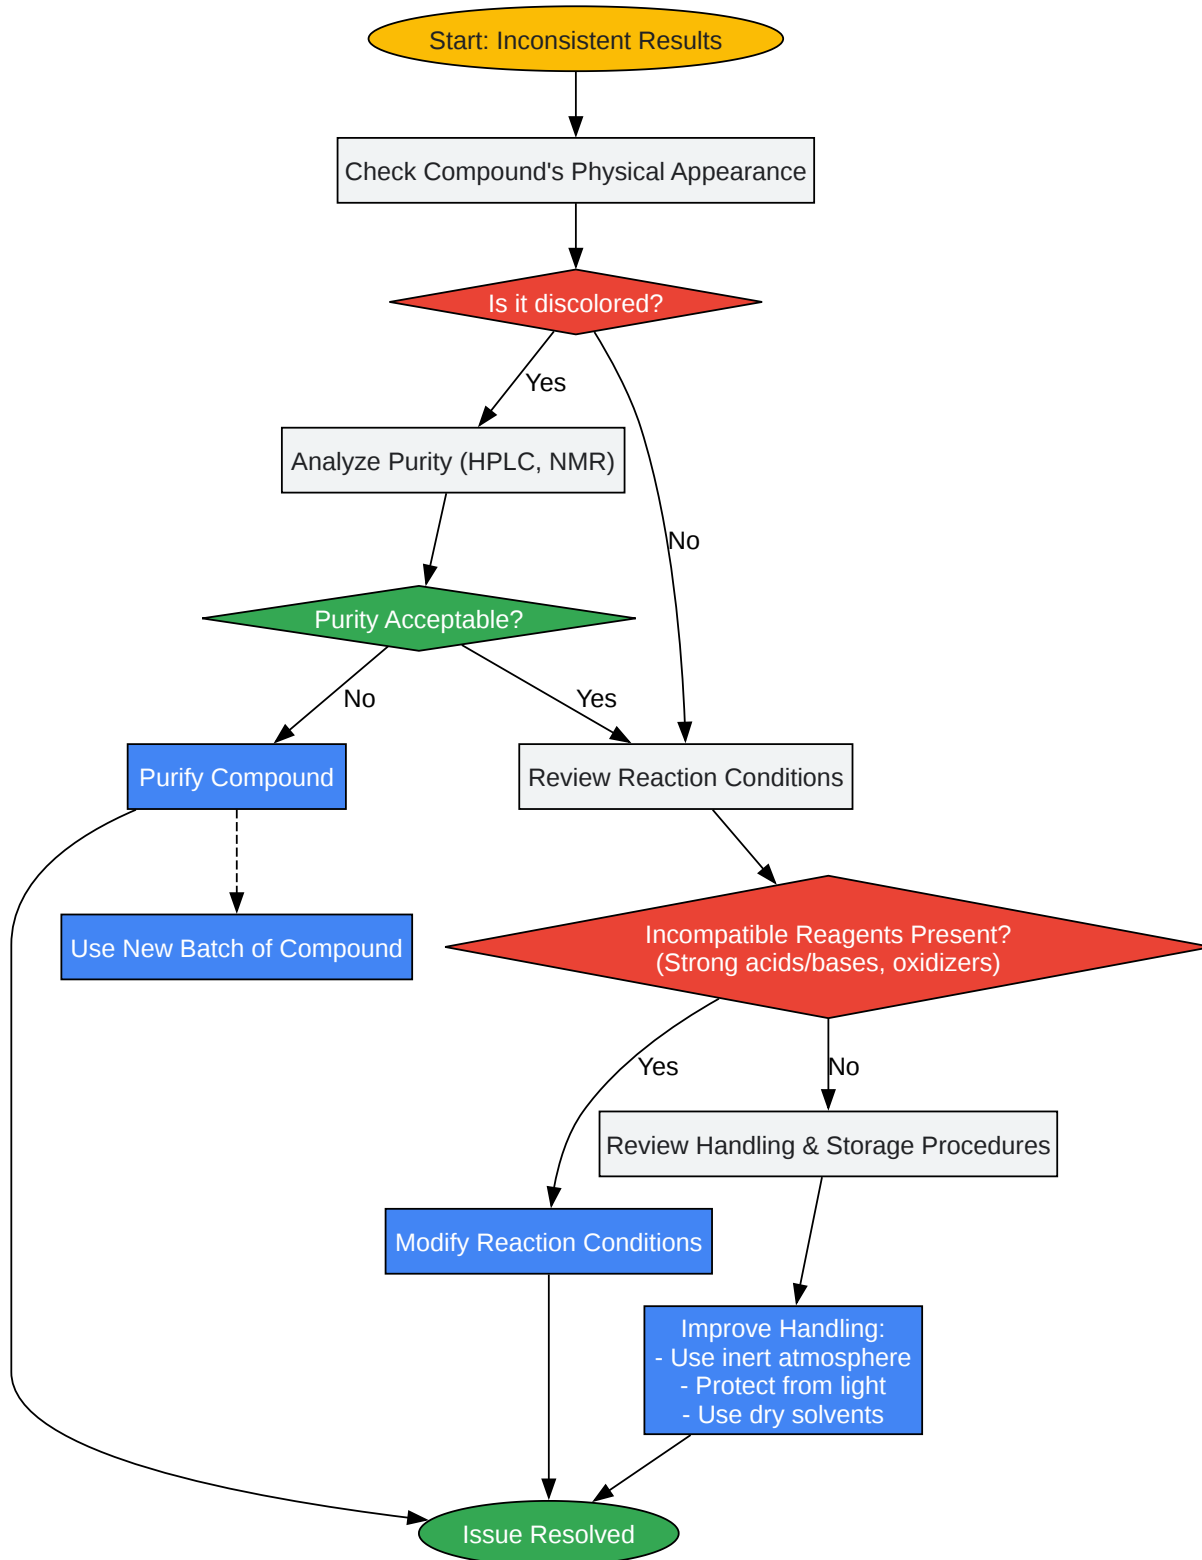 Start: Inconsistent Results
Check Compound's Physical Appearance
Is it discolored?
Yes
Analyze Purity (HPLC, NMR)
No
Purity Acceptable?
No
Yes
Purify Compound
Review Reaction Conditions
Use New Batch of Compound
Incompatible Reagents Present?
(Strong acids/bases, oxidizers)
Yes
No
Review Handling & Storage Procedures
Modify Reaction Conditions
Improve Handling:
- Use inert atmosphere
- Protect from light
- Use dry solvents
Issue Resolved